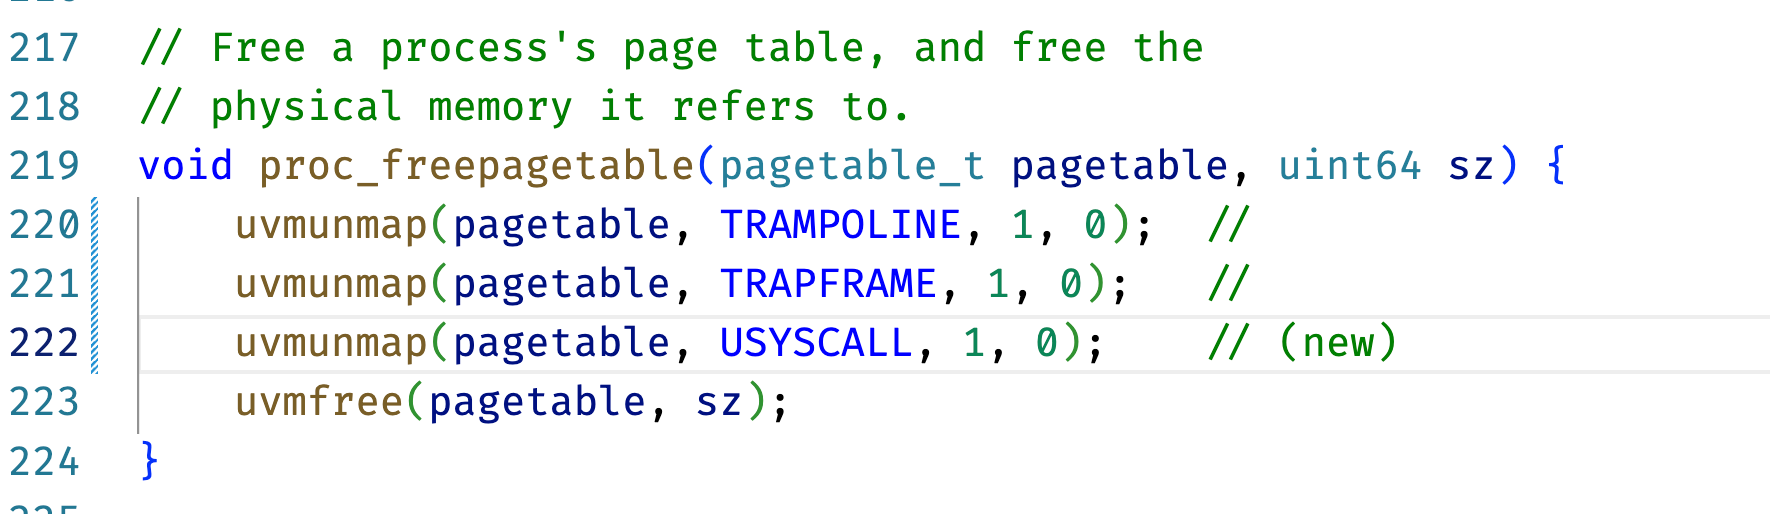 217 // Free a process's page table, and free the
218 // physical memory it refers to.
219 void proc_freepagetable(pagetable_t pagetable, uint64 sz) {
220     uvmunmap(pagetable, TRAMPOLINE, 1, 0);  //
221     uvmunmap(pagetable, TRAPFRAME, 1, 0);   //
222     uvmunmap(pagetable, USYSCALL, 1, 0);    // (new)
223     uvmfree(pagetable, sz);
224 }